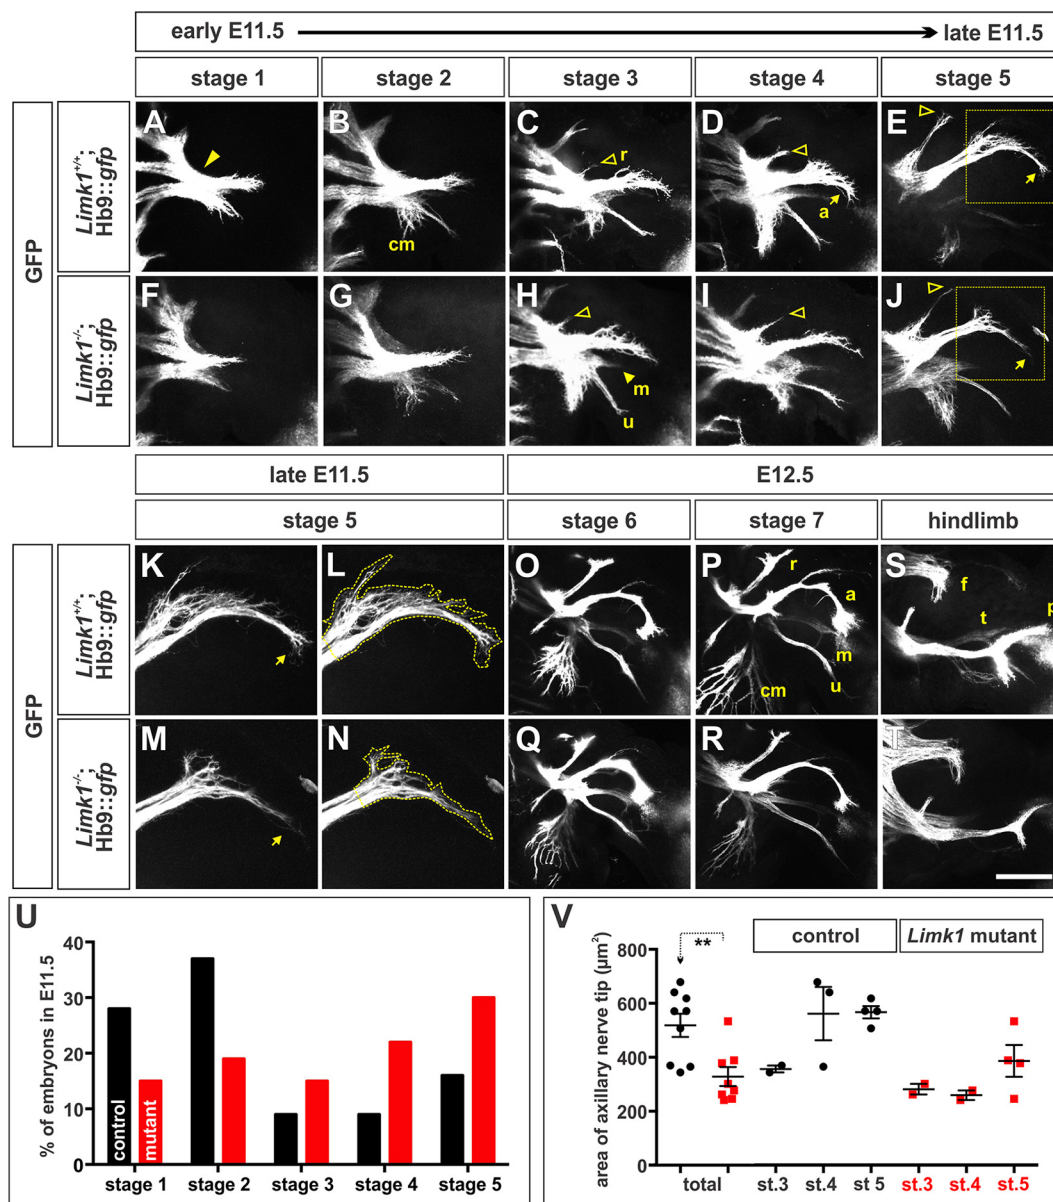 early E11.5
late E11.5
stage 1
stage 2
stage 3
stage 4
stage 5
GFP
Limk1+/+;
Hb9::gfp
A
B
cm
C
r
D
a
E
Limk1-/-;
Hb9::gfp
F
G
H
m
u
I
J
late E11.5
E12.5
stage 5
stage 6
stage 7
hindlimb
GFP
Limk1+/+;
Hb9::gfp
K
L
O
P
r
a
m
cm
u
S
f
t
p
Limk1-/-;
Hb9::gfp
M
N
Q
R
T
U
% of embryons in E11.5
40
30
20
10
0
control
mutant
stage 1
stage 2
stage 3
stage 4
stage 5
V
control
Limk1 mutant
**
area of axillary nerve tip (µm²)
800
600
400
200
0
total
st.3
st.4
st 5
st.3
st.4
st.5